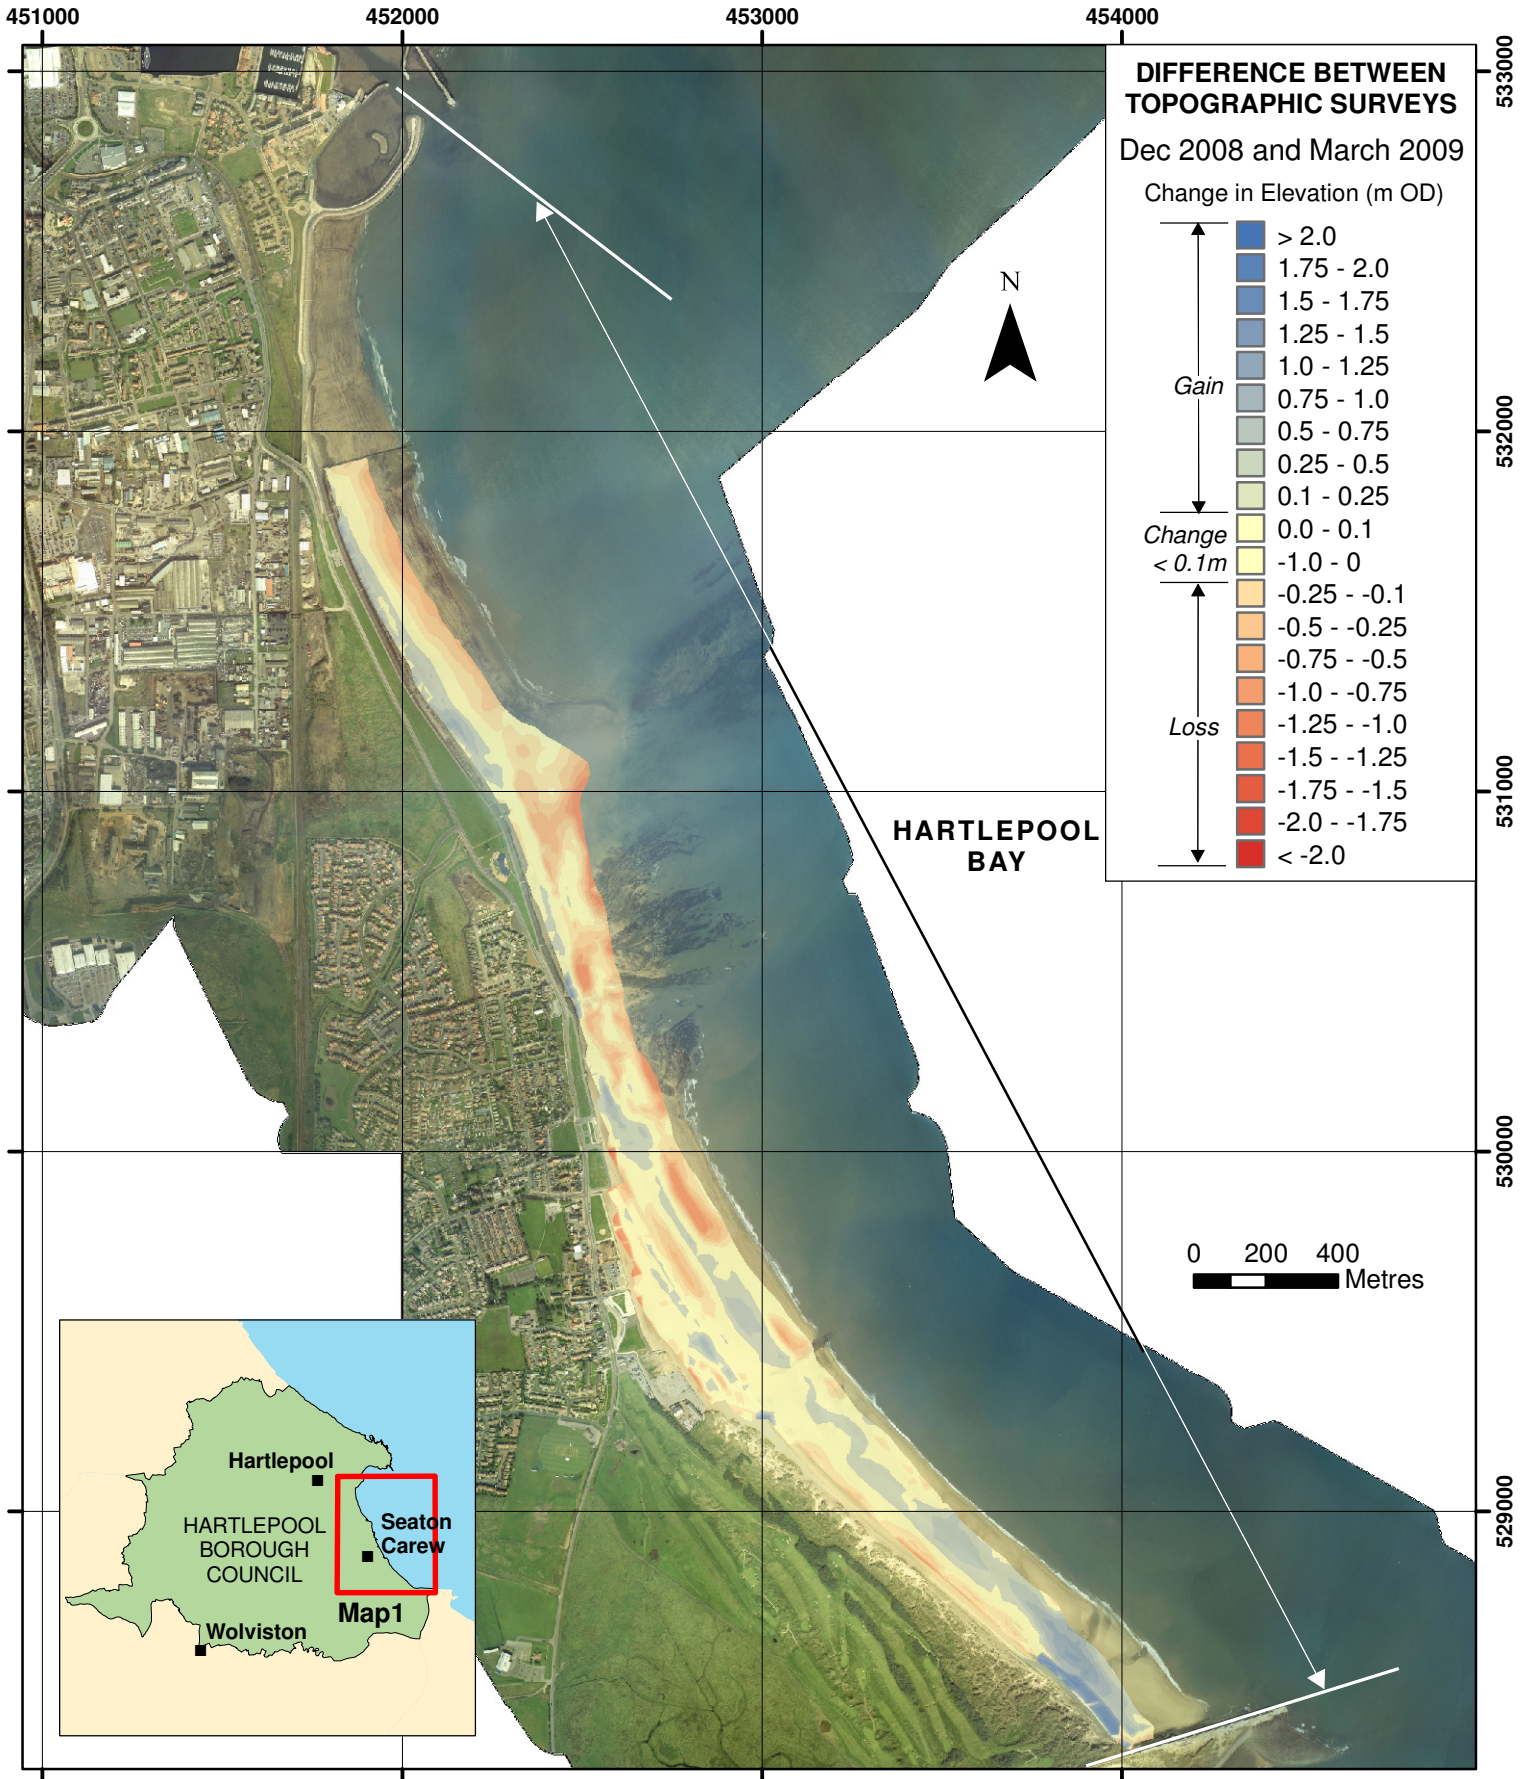 451000
452000
453000
454000
533000
532000
531000
530000
529000
DIFFERENCE BETWEEN
TOPOGRAPHIC SURVEYS
Dec 2008 and March 2009
Change in Elevation (m OD)
> 2.0
1.75 - 2.0
1.5 - 1.75
1.25 - 1.5
1.0 - 1.25
Gain
0.75 - 1.0
0.5 - 0.75
0.25 - 0.5
0.1 - 0.25
Change
< 0.1m
0.0 - 0.1
-1.0 - 0
-0.25 - -0.1
-0.5 - -0.25
-0.75 - -0.5
-1.0 - -0.75
Loss
-1.25 - -1.0
-1.5 - -1.25
-1.75 - -1.5
-2.0 - -1.75
< -2.0
N
HARTLEPOOL
BAY
0 200 400
Metres
Hartlepool
HARTLEPOOL
BOROUGH
COUNCIL
Seaton
Carew
Map1
Wolviston